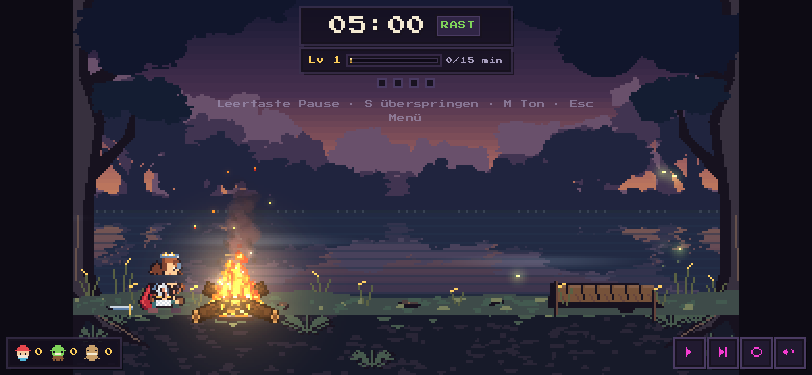 05:00 RAST
Lv 1 0/15 min
Leertaste Pause · S überspringen · M Ton · Esc
Menü
0 0 0